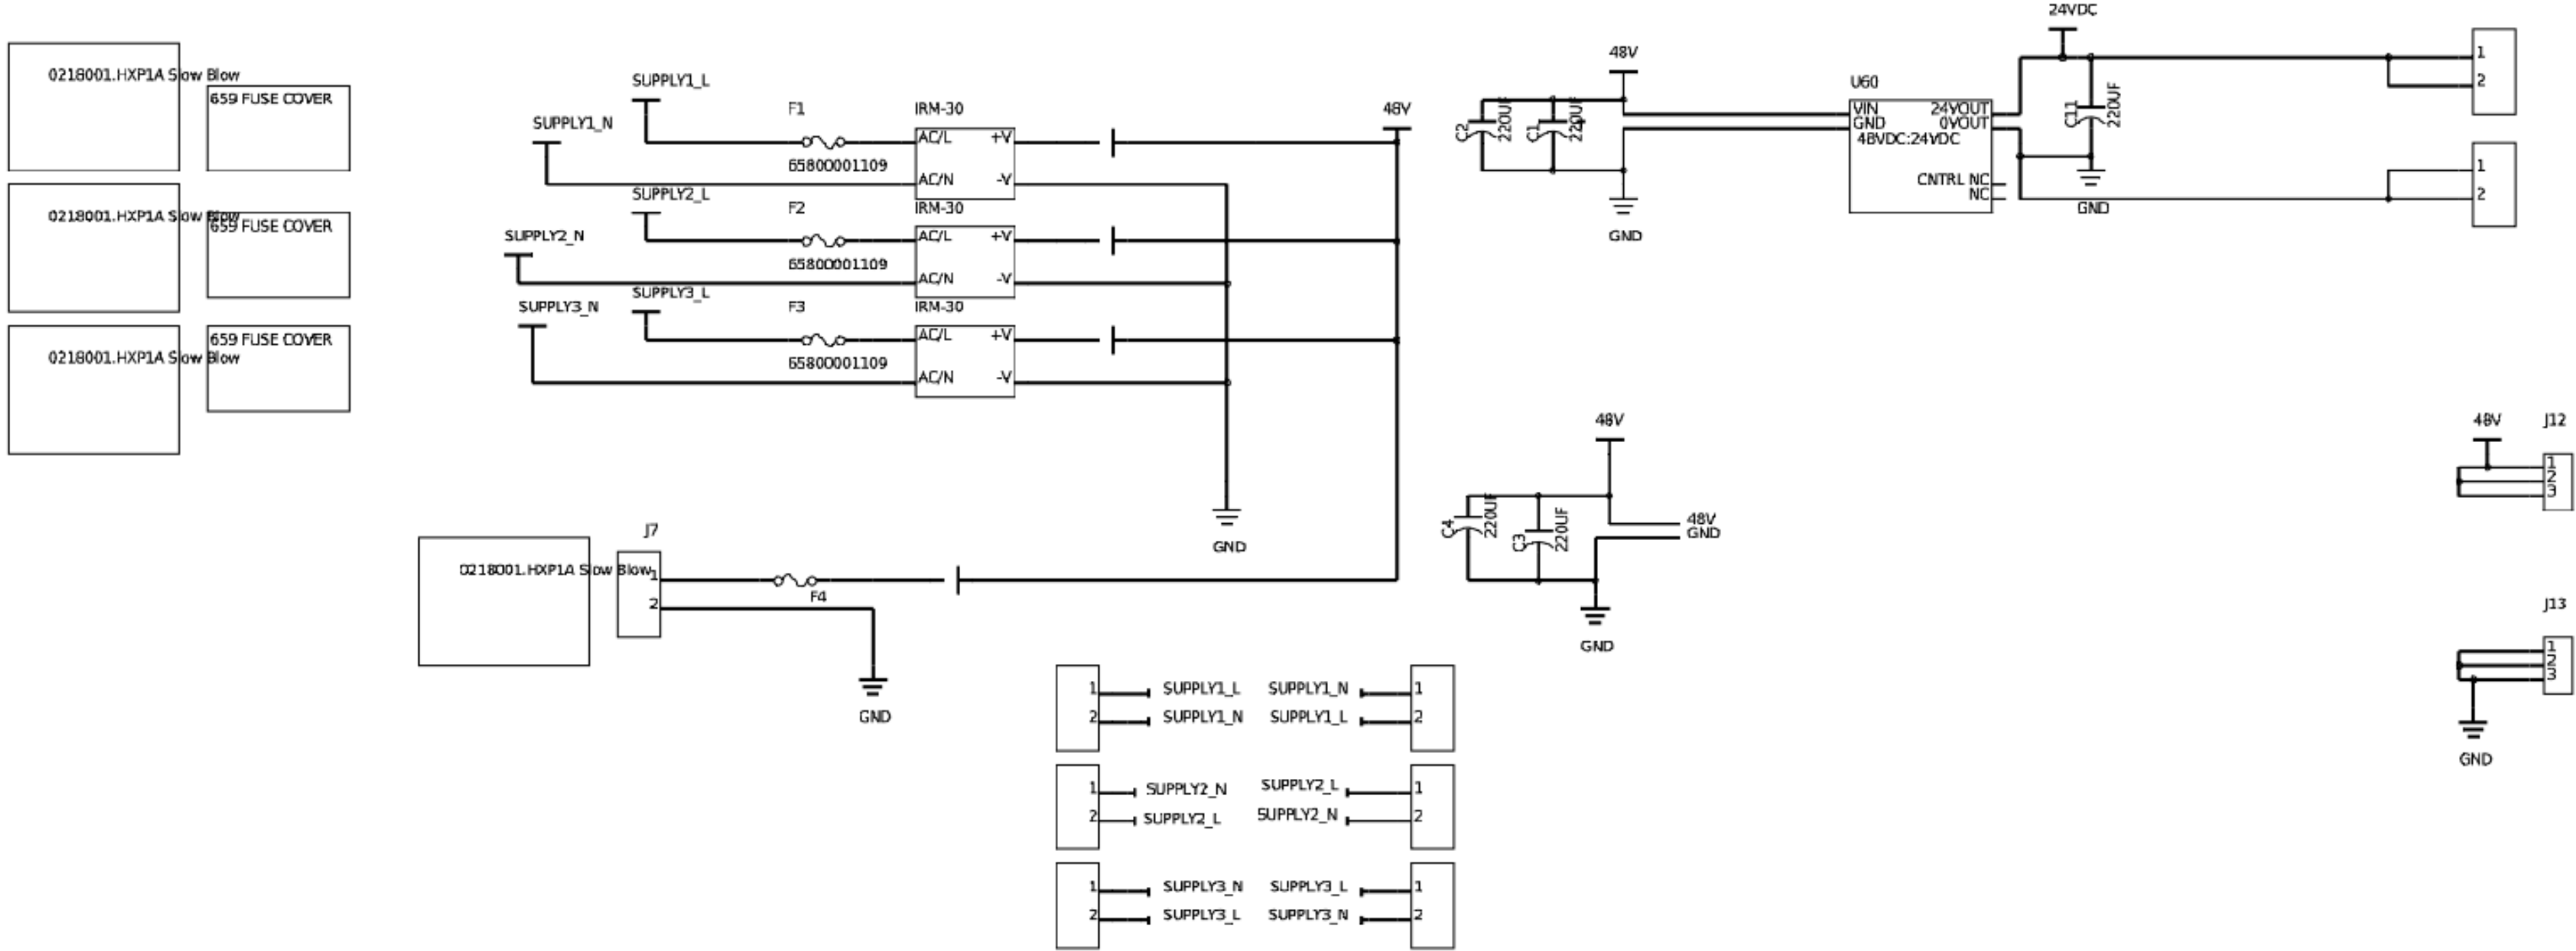 0218001.HXP1A Slow Blow
659 FUSE COVER
0218001.HXP1A Slow Blow
659 FUSE COVER
0218001.HXP1A Slow Blow
659 FUSE COVER
SUPPLY1_L
SUPPLY1_N
F1
65800001109
IRM-30
AC/L
+V
AC/N
-V
SUPPLY2_L
SUPPLY2_N
F2
65800001109
IRM-30
AC/L
+V
AC/N
-V
SUPPLY3_L
SUPPLY3_N
F3
65800001109
IRM-30
AC/L
+V
AC/N
-V
48V
GND
0218001.HXP1A Slow Blow
J7
1
2
F4
GND
48V
C2
220UF
C1
220UF
GND
U60
VIN
24VOUT
GND
0VOUT
48VDC:24VDC
CNTRL NC
NC
24VDC
C11
220UF
GND
1
2
1
2
48V
C4
220UF
C3
220UF
48V
GND
GND
48V
J12
1
2
3
J13
1
2
3
GND
1
SUPPLY1_L
SUPPLY1_N
1
2
SUPPLY1_N
SUPPLY1_L
2
1
SUPPLY2_N
SUPPLY2_L
1
2
SUPPLY2_L
SUPPLY2_N
2
1
SUPPLY3_N
SUPPLY3_L
1
2
SUPPLY3_L
SUPPLY3_N
2